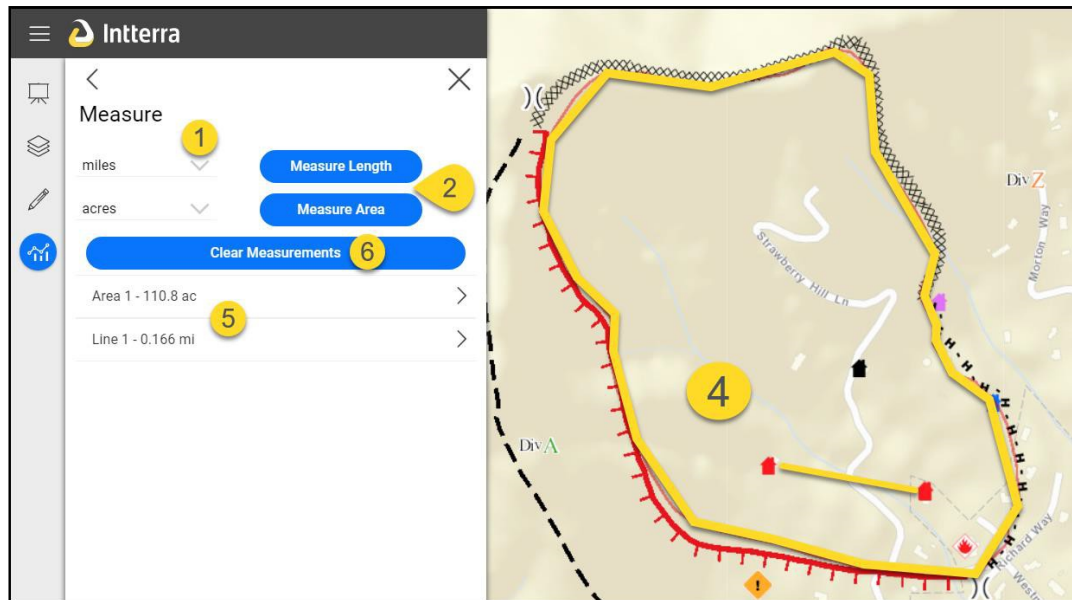 Intterra
Measure
1
miles
Measure Length
2
acres
Measure Area
Clear Measurements
6
Area 1 - 110.8 ac
5
Line 1 - 0.166 mi
Div Z
Morton Way
Strawberry Hill Ln
4
Div A
H - H - H - H - H - H - H
Richard Way